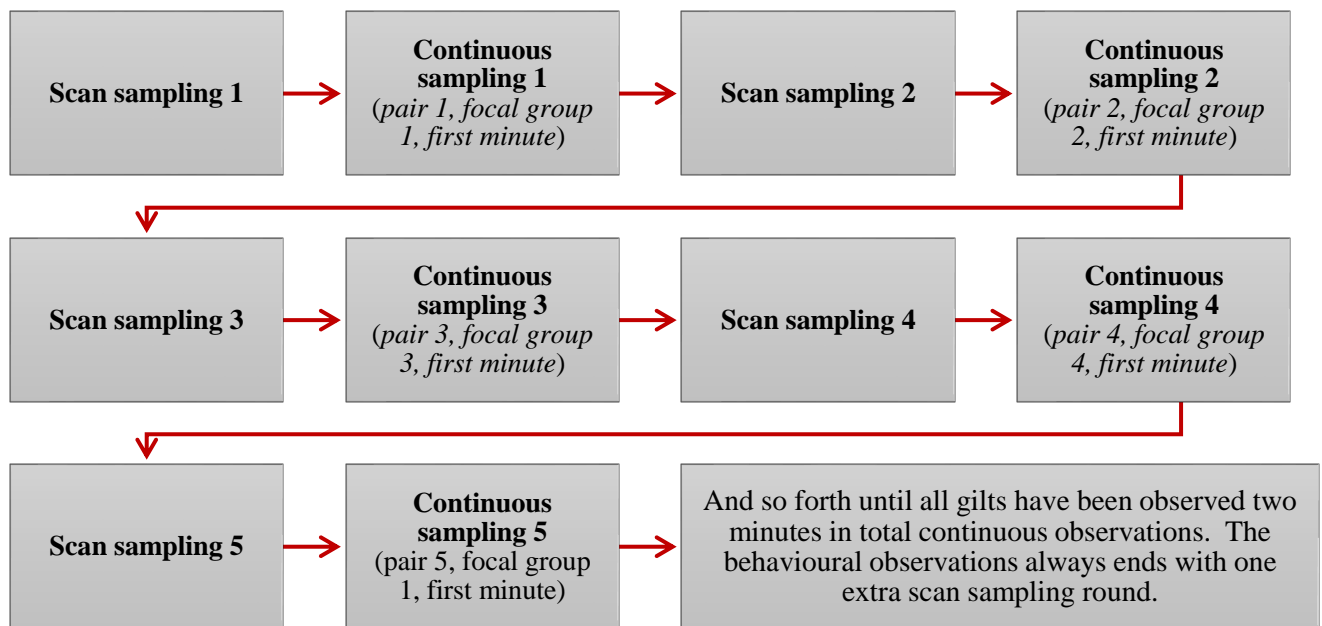 Scan sampling 1
Continuous
sampling 1
(pair 1, focal group
1, first minute)
Scan sampling 2
Continuous
sampling 2
(pair 2, focal group
2, first minute)
Scan sampling 3
Continuous
sampling 3
(pair 3, focal group
3, first minute)
Scan sampling 4
Continuous
sampling 4
(pair 4, focal group
4, first minute)
Scan sampling 5
Continuous
sampling 5
(pair 5, focal group
1, first minute)
And so forth until all gilts have been observed two
minutes in total continuous observations. The
behavioural observations always ends with one
extra scan sampling round.